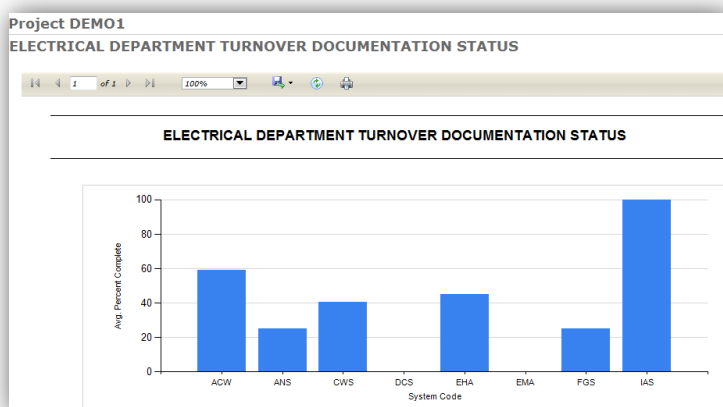 Project DEMO1
ELECTRICAL DEPARTMENT TURNOVER DOCUMENTATION STATUS
1 of 1 100%
ELECTRICAL DEPARTMENT TURNOVER DOCUMENTATION STATUS
100
80
60
40
20
0
Avg. Percent Complete
ACW ANS CWS DCS EHA EMA FGS IAS
System Code